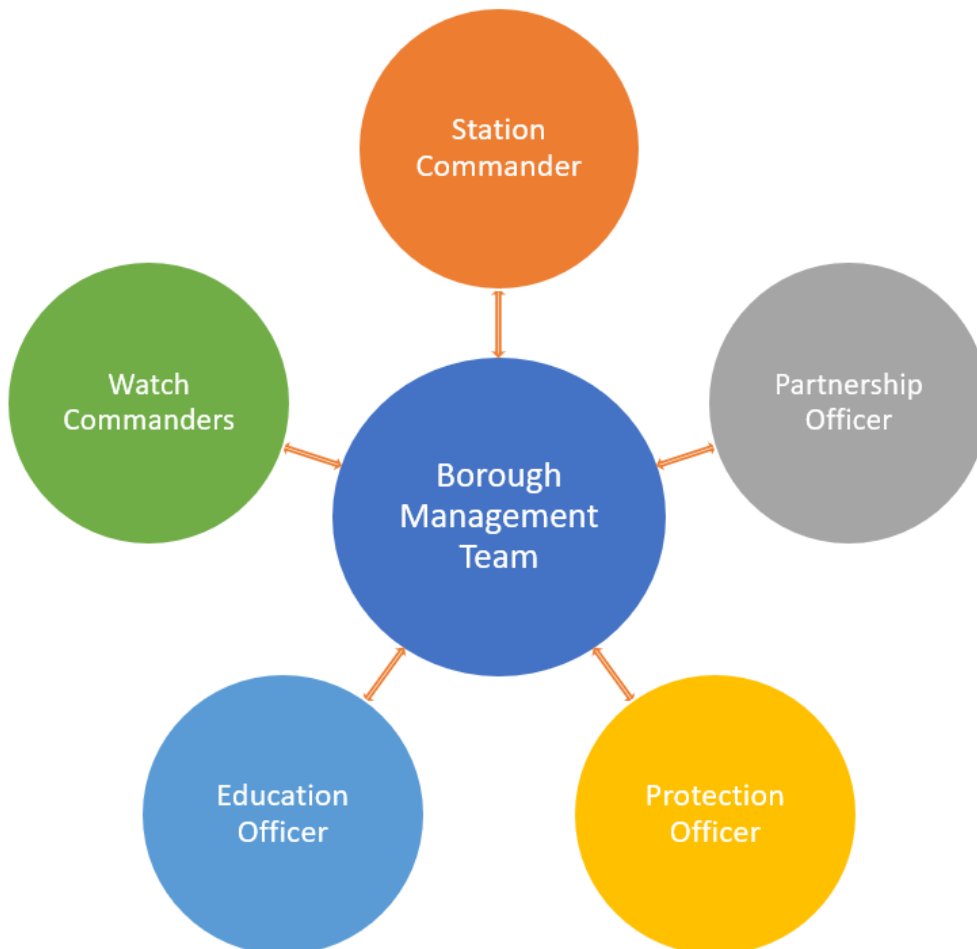 Station
Commander
Watch
Commanders
Partnership
Officer
Borough
Management
Team
Education
Officer
Protection
Officer